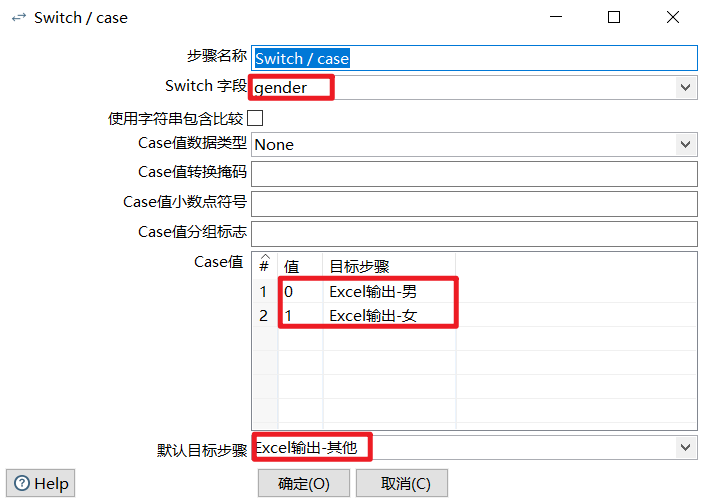 Switch / case
步骤名称 Switch / case
Switch 字段 gender
使用字符串包含比较
Case值数据类型 None
Case值转换掩码
Case值小数点符号
Case值分组标志
Case值 # 值 目标步骤
1 0 Excel输出-男
2 1 Excel输出-女
默认目标步骤 Excel输出-其他
Help 确定(O) 取消(C)